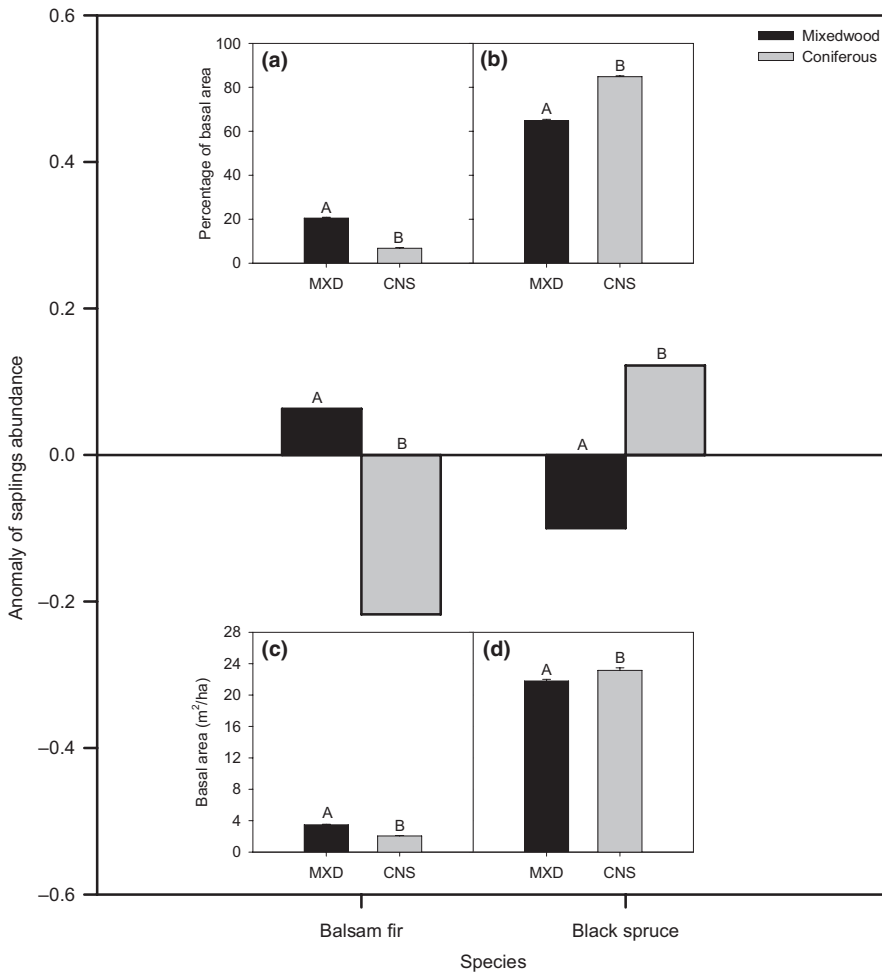 0.6
0.4
0.2
0.0
–0.2
–0.4
–0.6
Anomaly of saplings abundance
Mixedwood
Coniferous
(a)
(b)
100
80
60
40
20
0
Percentage of basal area
A
B
A
B
MXD
CNS
MXD
CNS
A
B
A
B
(c)
(d)
28
24
20
16
12
8
4
0
Basal area (m²/ha)
A
B
A
B
MXD
CNS
MXD
CNS
Balsam fir
Black spruce
Species